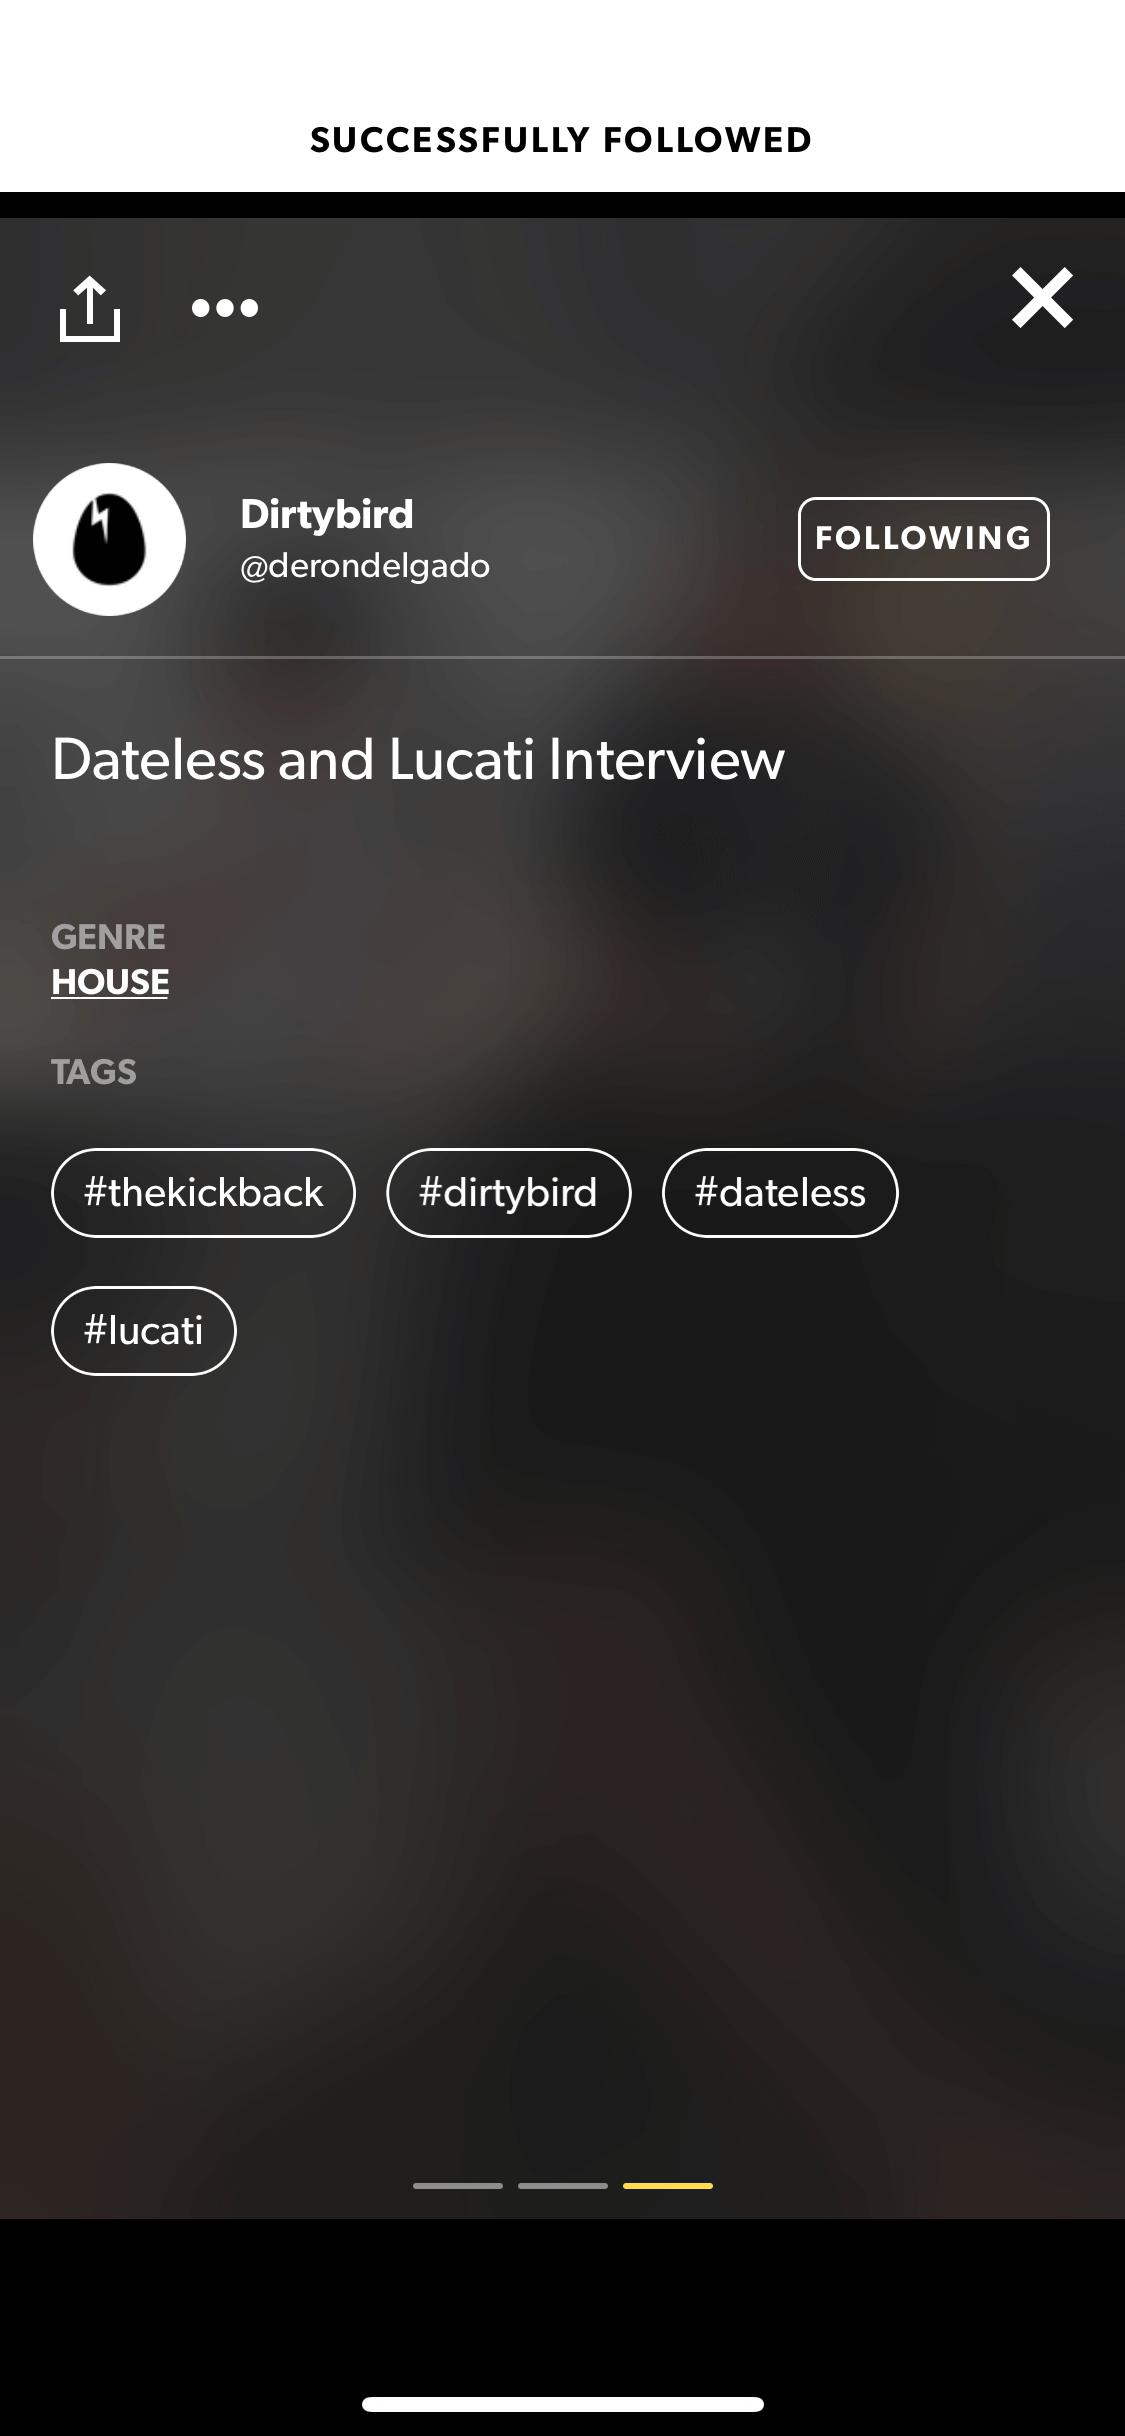 SUCCESSFULLY FOLLOWED
Dirtybird
@derondelgado
FOLLOWING
Dateless and Lucati Interview
GENRE
HOUSE
TAGS
#thekickback #dirtybird #dateless
#lucati